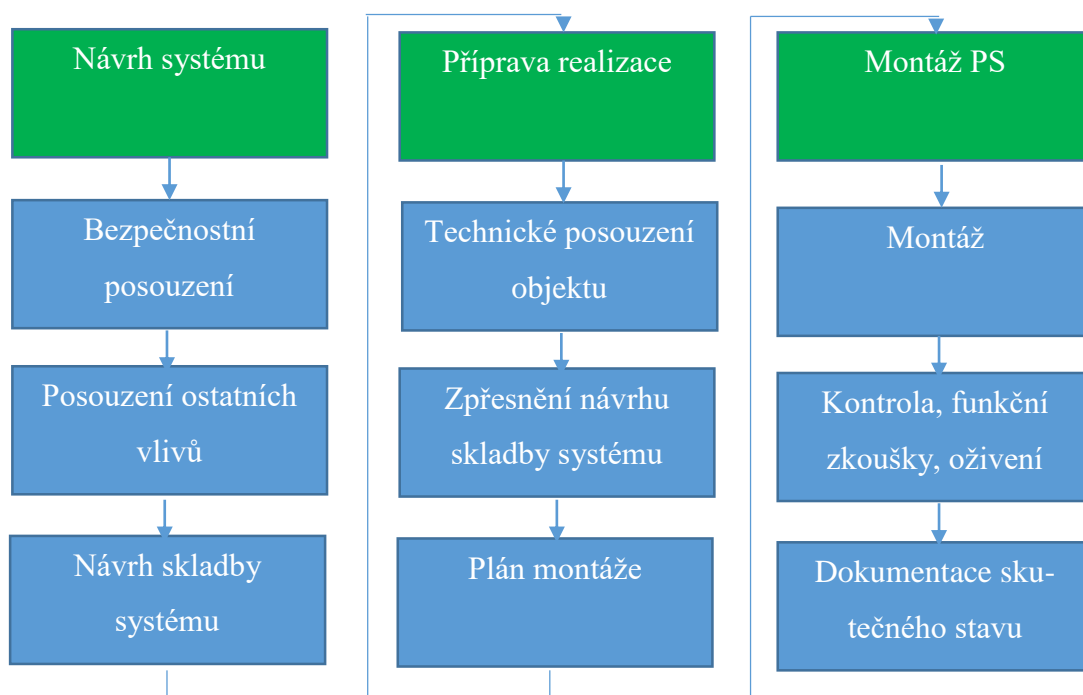 Návrh systému
Bezpečnostní
posouzení
Posouzení ostatních
vlivů
Návrh skladby
systému
Příprava realizace
Technické posouzení
objektu
Zpřesnění návrhu
skladby systému
Plán montáže
Montáž PS
Montáž
Kontrola, funkční
zkoušky, oživení
Dokumentace sku-
tečného stavu